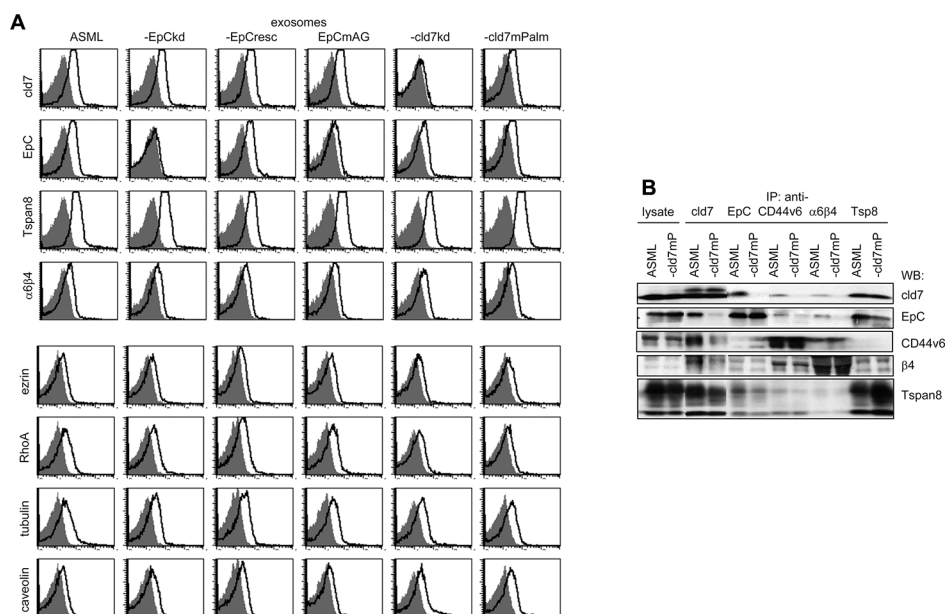 A
exosomes
ASML -EpCkd -EpCresc EpCmAG -cld7kd -cld7mPalm
cld7
EpC
Tspan8
α6β4
ezrin
RhoA
tubulin
caveolin
B
IP: anti-
lysate cld7 EpC CD44v6 α6β4 Tsp8
ASML -cld7mP ASML -cld7mP ASML -cld7mP ASML -cld7mP ASML -cld7mP ASML -cld7mP
WB:
cld7
EpC
CD44v6
β4
Tspan8